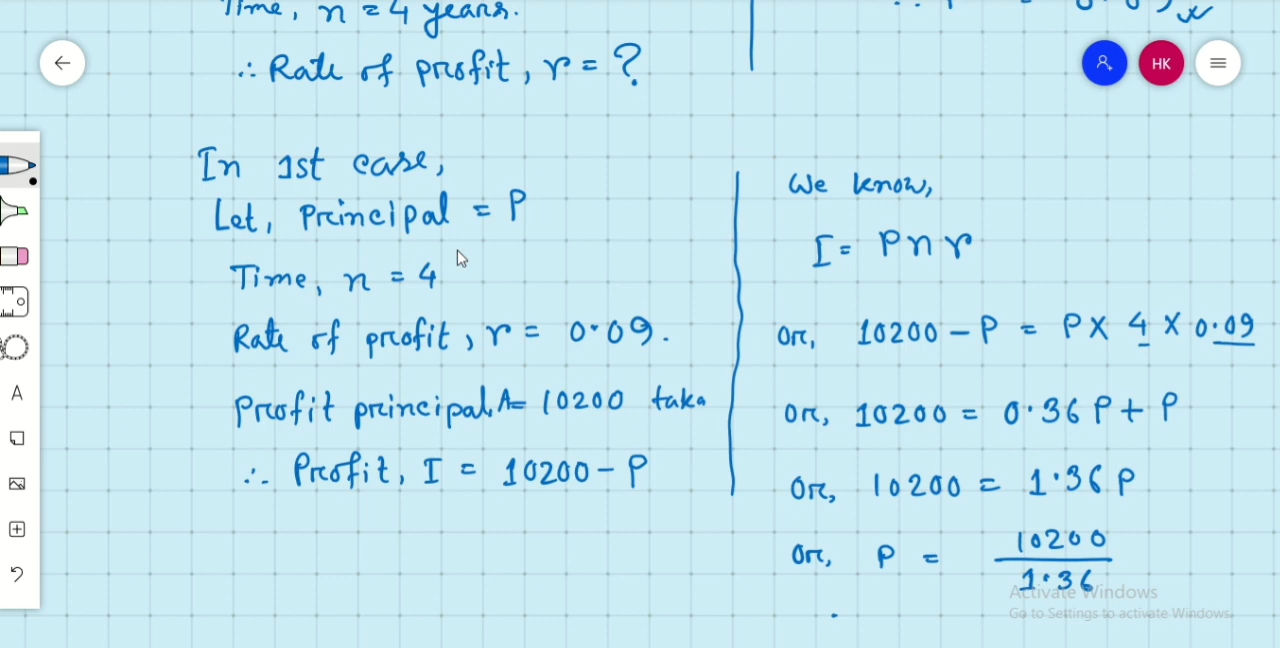 Time, n = 4 years.
∴ Rate of profit, r = ?
HK
In 1st case,
Let, Principal = P
Time, n = 4
Rate of profit, r = 0.09.
Profit principal, A = 10200 taka
∴ Profit, I = 10200 - P
We know,
I = Pnr
Or, 10200 - P = P X 4 X 0.09
Or, 10200 = 0.36 P + P
Or, 10200 = 1.36 P
Or, P = 10200 / 1.36
A
Activate Windows
Go to Settings to activate Windows.